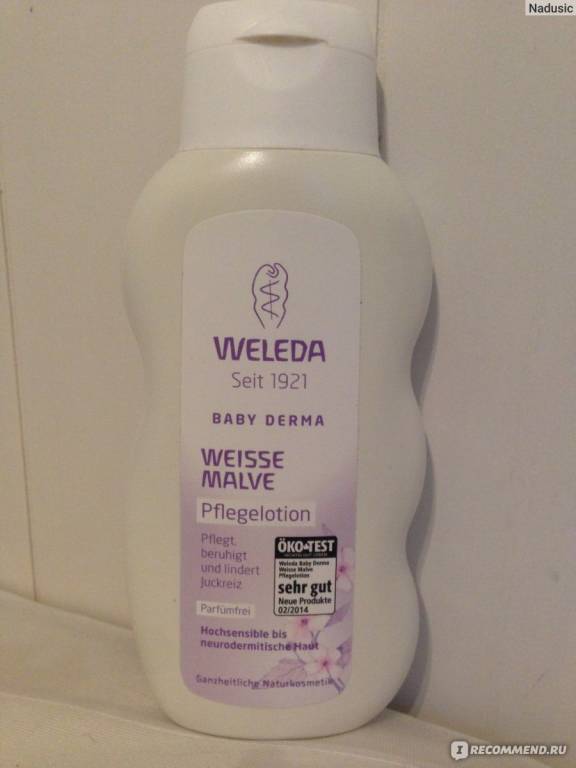 Nadusic
WELEDA
Seit 1921
BABY DERMA
WEISSE
MALVE
Pflegelotion
Pflegt,
beruhigt
und lindert
Juckreiz
ÖKO-TEST
Weleda Baby Derma
Weisse Malve
Pflegelotion
sehr gut
Neue Produkte
02/2014
Parfümfrei
Hochsensible bis
neurodermitische Haut
Ganzheitliche Naturkosmetik
IRECOMMEND.RU